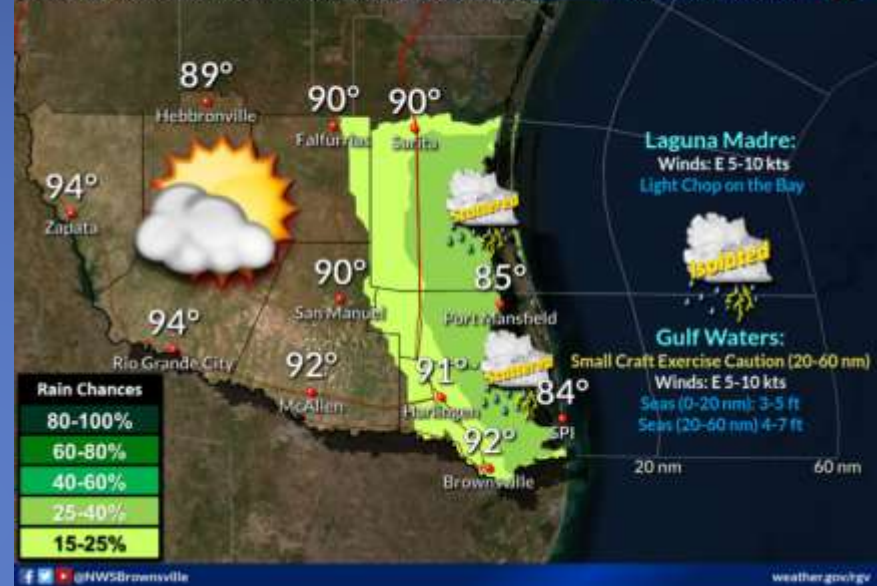 89°
Hebbronville
90°
Falfurrias
90°
Sarita
94°
Zapata
Scattered
Laguna Madre:
Winds: E 5-10 kts
Light Chop on the Bay
Isolated
90°
San Manuel
85°
Port Mansfield
94°
Rio Grande City
92°
McAllen
91°
Harlingen
Scattered
84°
SPI
92°
Brownsville
Gulf Waters:
Small Craft Exercise Caution (20-60 nm)
Winds: E 5-10 kts
Seas (0-20 nm): 3-5 ft
Seas (20-60 nm) 4-7 ft
20 nm
60 nm
Rain Chances
80-100%
60-80%
40-60%
25-40%
15-25%
@NWSBrownsville
weather.gov/rgv